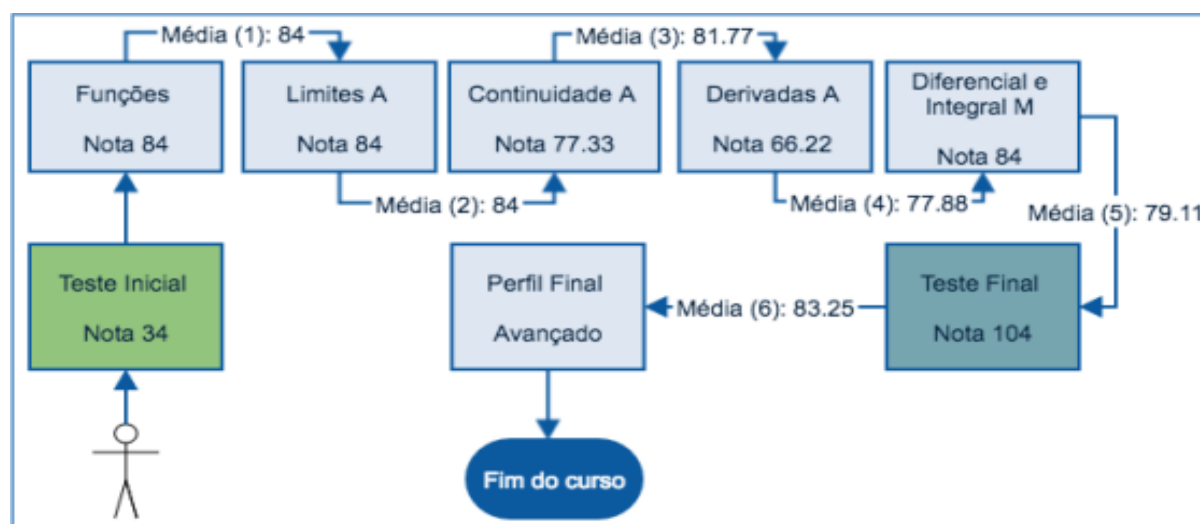 Média (1): 84
Média (3): 81.77
Funções
Nota 84
Limites A
Nota 84
Continuidade A
Nota 77.33
Derivadas A
Nota 66.22
Diferencial e
Integral M
Nota 84
Média (2): 84
Média (4): 77.88
Média (5): 79.11
Teste Inicial
Nota 34
Perfil Final
Avançado
Média (6): 83.25
Teste Final
Nota 104
Fim do curso